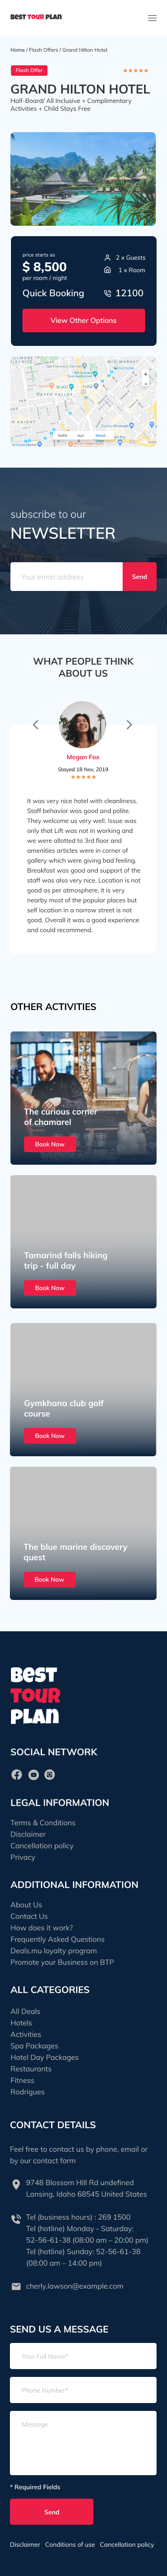 BEST TOUR PLAN
Home / Flash Offers / Grand Hilton Hotel
Flash Offer
GRAND HILTON HOTEL
Half-Board/ All Inclusive + Complimentary
Activities + Child Stays Free
price starts as
$ 8,500
per room / night
2 x Guests
1 x Room
Quick Booking
12100
View Other Options
subscribe to our
NEWSLETTER
Your email address
Send
WHAT PEOPLE THINK
ABOUT US
Megan Fox
Stayed 18 Nov, 2019
It was very nice hotel with cleanliness.
Staff behaviour was good and polite.
They welcome us very well. Issue was
only that Lift was not in working and
we were allotted to 3rd floor and
amenities articles were in corner of
gallery which were giving bad feeling.
Breakfast was good and support of the
staff was also very nice. Location is not
good as per atmosphere, it is very
nearby most of the popular places but
self location in a narrow street is not
good. Overall it was a good experience
and could recommend.
OTHER ACTIVITIES
The curious corner
of chamarel
Book Now
Tamarind falls hiking
trip - full day
Book Now
Gymkhana club golf
course
Book Now
The blue marine discovery
quest
Book Now
BEST
TOUR
PLAN
SOCIAL NETWORK
LEGAL INFORMATION
Terms & Conditions
Disclaimer
Cancellation policy
Privacy
ADDITIONAL INFORMATION
About Us
Contact Us
How does it work?
Frequently Asked Questions
Deals.mu loyalty program
Promote your Business on BTP
ALL CATEGORIES
All Deals
Hotels
Activities
Spa Packages
Hotel Day Packages
Restaurants
Fitness
Rodrigues
CONTACT DETAILS
Feel free to contact us by phone, email or
by our contact form
9748 Blossom Hill Rd undefined
Lansing, Idaho 68545 United States
Tel (business hours) : 269 1500
Tel (hotline) Monday - Saturday:
52-56-61-38 (08:00 am – 20:00 pm)
Tel (hotline) Sunday: 52-56-61-38
(08:00 am – 14:00 pm)
cherly.lawson@example.com
SEND US A MESSAGE
Your Full Name*
Phone Number*
Message
* Required Fields
Send
Disclaimer Conditions of use Cancellation policy